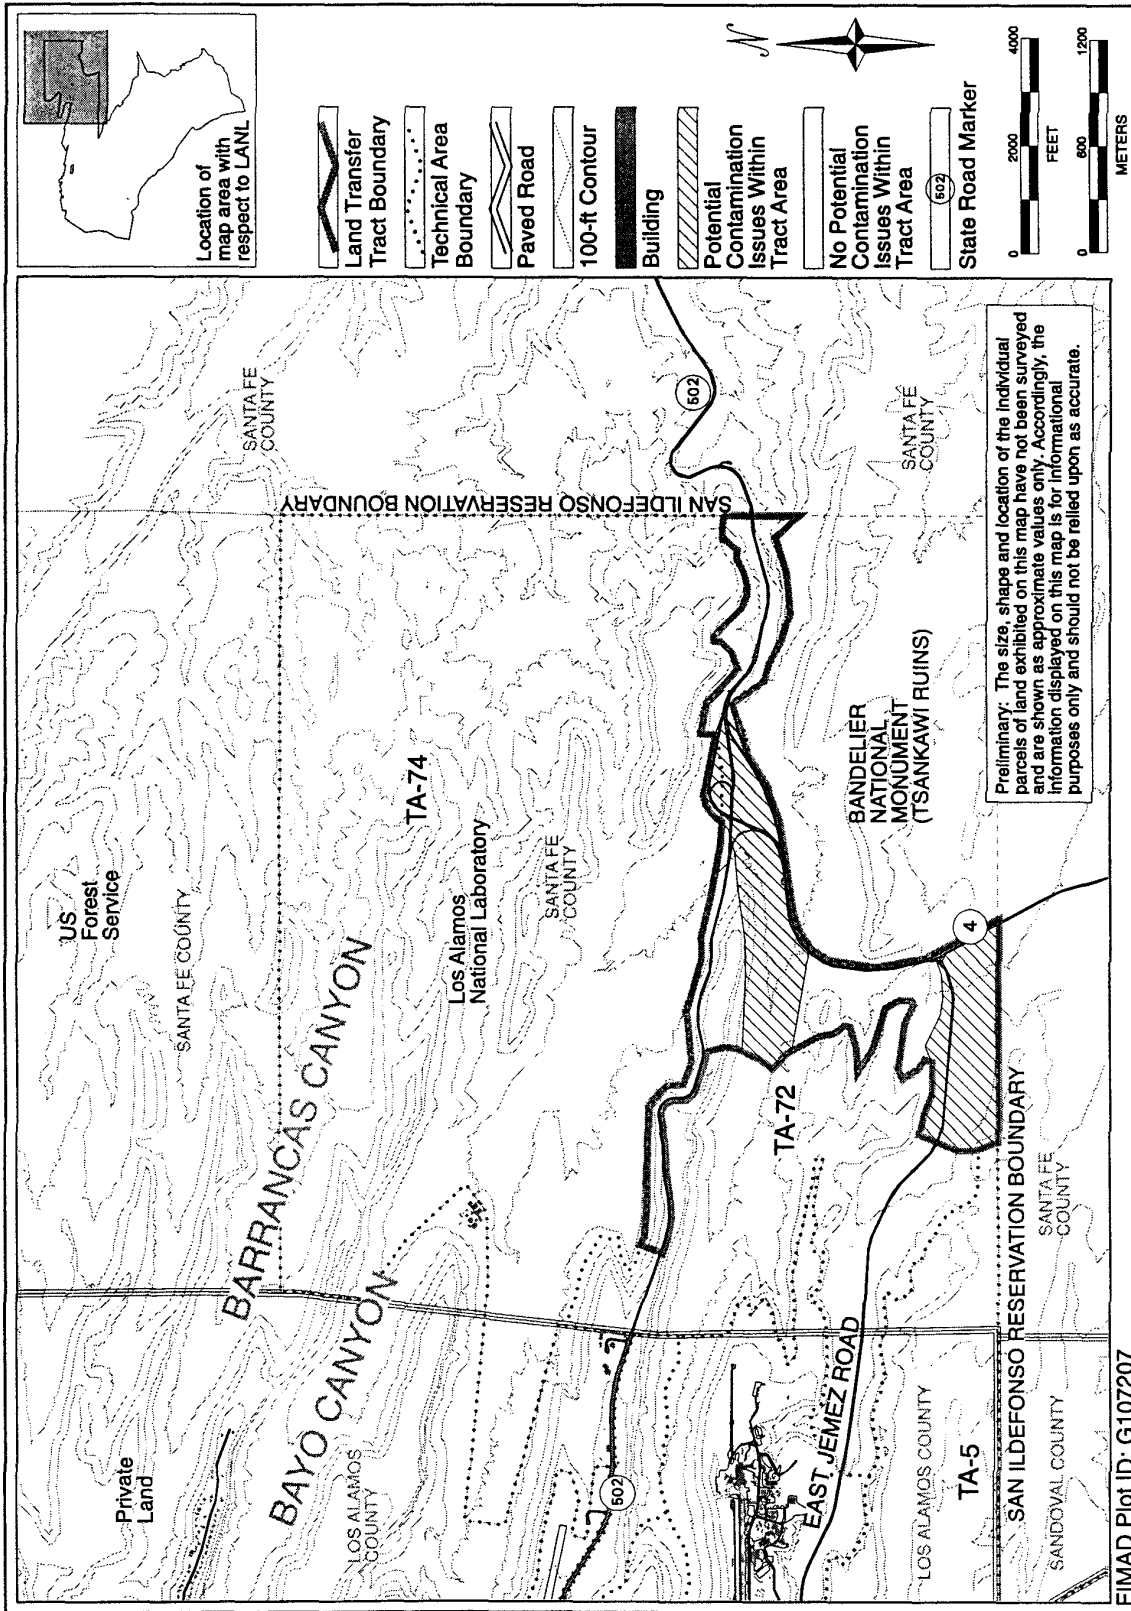 Private
Land
US
Forest
Service
SANTA FE COUNTY
SANTA FE
COUNTY
BARRANCAS CANYON
BAYO CANYON
LOS ALAMOS
COUNTY
TA-74
Los Alamos
National Laboratory
SANTA FE
COUNTY
SAN ILDEFONSO RESERVATION BOUNDARY
502
502
TA-72
EAST JEMEZ ROAD
BANDELIER
NATIONAL
MONUMENT
(TSANKAWI RUINS)
SANTA FE
COUNTY
4
LOS ALAMOS COUNTY
TA-5
SAN ILDEFONSO RESERVATION BOUNDARY
SANDOVAL COUNTY
SANTA FE
COUNTY
Preliminary: The size, shape and location of the individual
parcels of land exhibited on this map have not been surveyed
and are shown as approximate values only. Accordingly, the
information displayed on this map is for informational
purposes only and should not be relied upon as accurate.
Location of
map area with
respect to LANL
Land Transfer
Tract Boundary
Technical Area
Boundary
Paved Road
100-ft Contour
Building
Potential
Contamination
Issues Within
Tract Area
No Potential
Contamination
Issues Within
Tract Area
502
State Road Marker
N
0 2000 4000
FEET
0 600 1200
METERS
FIMAD Plot ID: G107207